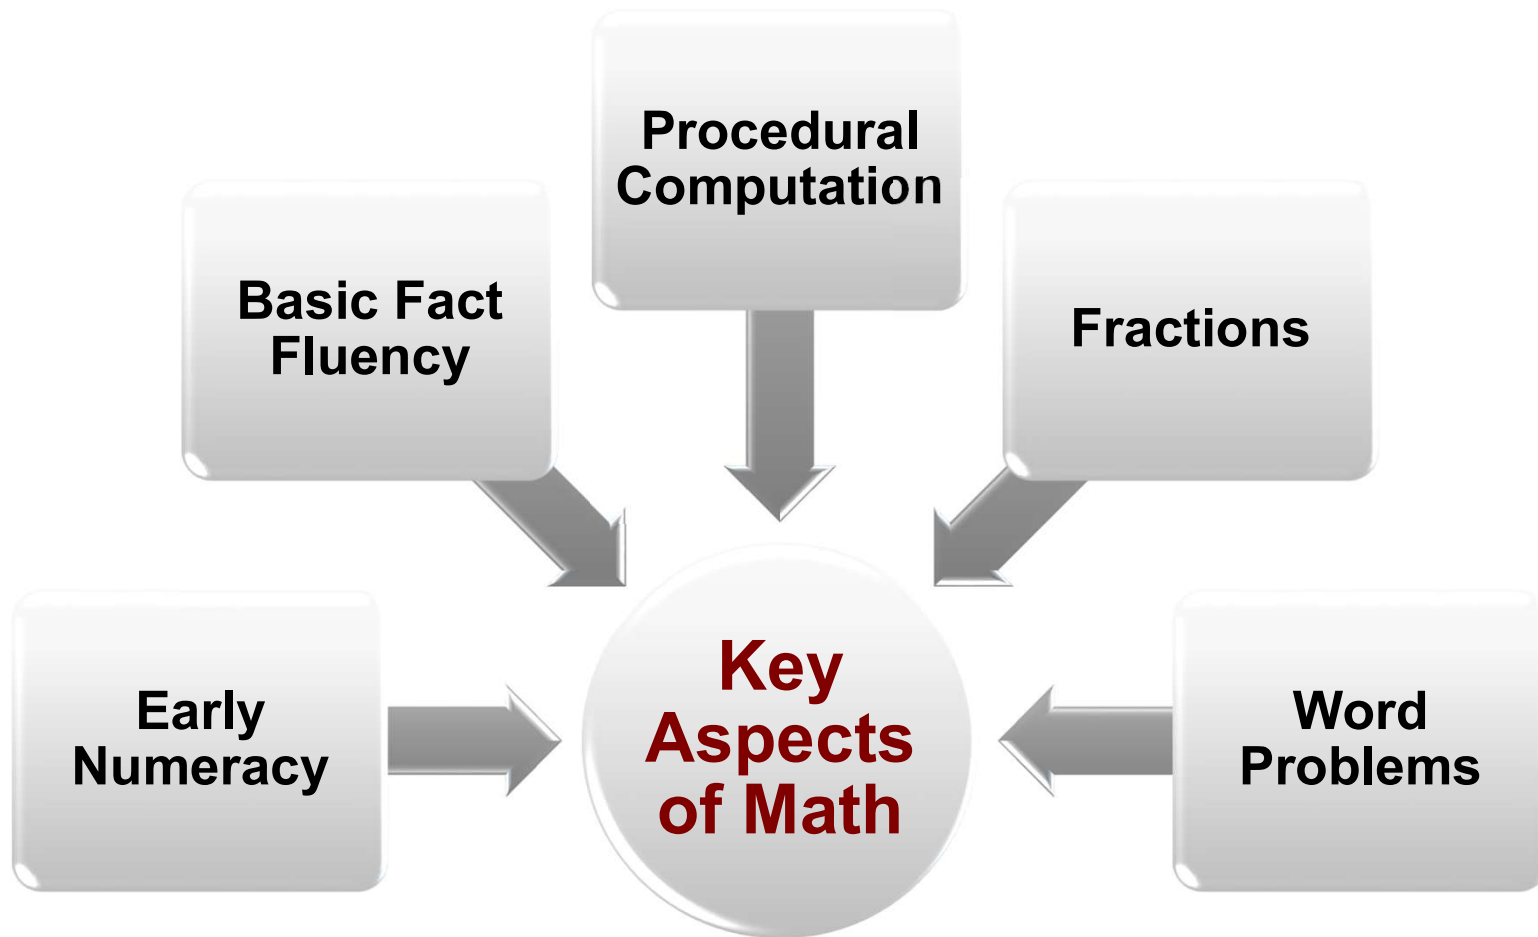 Procedural
Computation
Basic Fact
Fluency
Fractions
Early
Numeracy
Key
Aspects
of Math
Word
Problems